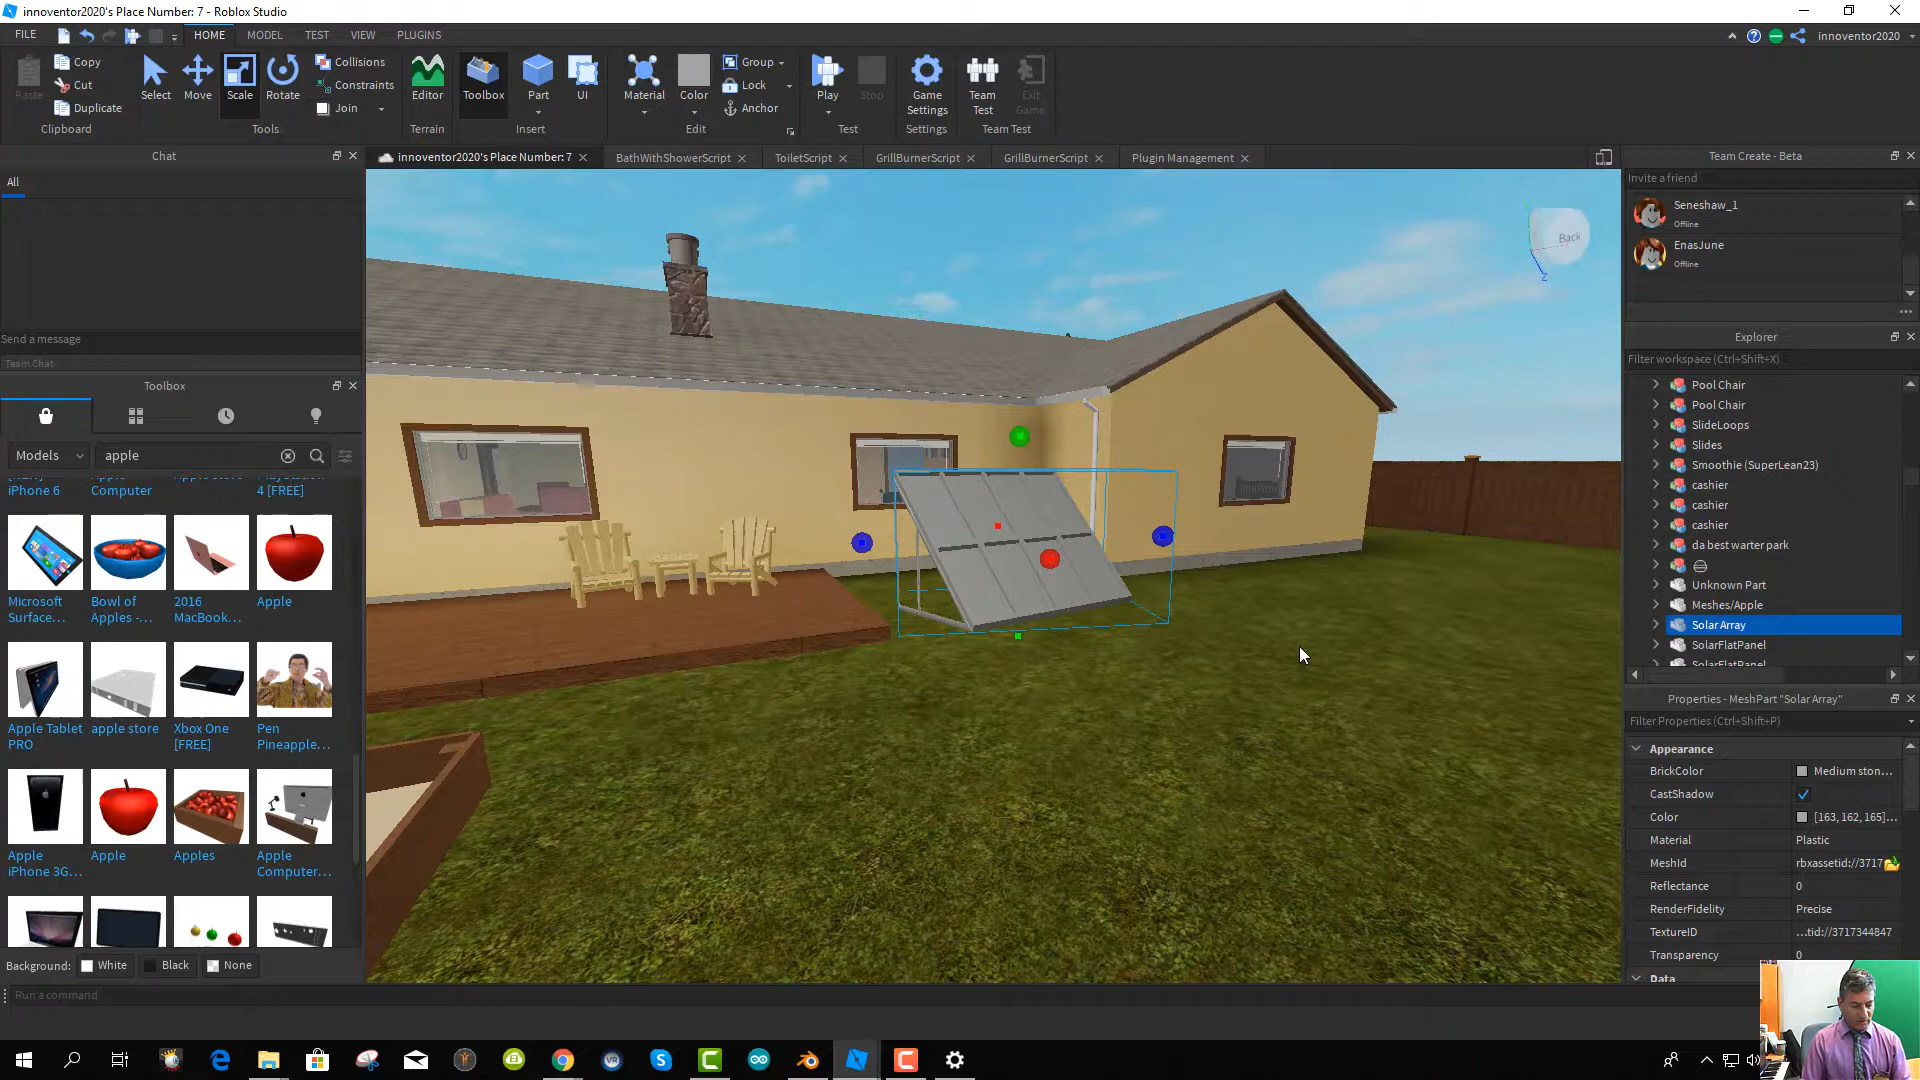 innoventor2020's Place Number: 7 - Roblox Studio
FILE HOME MODEL TEST VIEW PLUGINS
innoventor2020
Paste Copy Cut Duplicate
Clipboard
Select Move Scale Rotate
Collisions
Constraints
Join
Tools
Editor
Terrain
Toolbox Part UI
Insert
Material Color
Group
Lock
Anchor
Edit
Play Stop
Test
Game Settings
Settings
Team Test
Exit Game
Team Test
Chat
innoventor2020's Place Number: 7
BathWithShowerScript
ToiletScript
GrillBurnerScript
GrillBurnerScript
Plugin Management
Team Create - Beta
All
Invite a friend
Seneshaw_1
Offline
EnasJune
Offline
Back
Z
Send a message
Team Chat
Toolbox
Models
apple
iPhone 6
Computer
4 [FREE]
Microsoft Surface...
Bowl of Apples -...
2016 MacBook...
Apple
Apple Tablet PRO
apple store
Xbox One [FREE]
Pen Pineapple...
Apple iPhone 3G...
Apple
Apples
Apple Computer...
Background: White Black None
Run a command
Explorer
Filter workspace (Ctrl+Shift+X)
Pool Chair
Pool Chair
SlideLoops
Slides
Smoothie (SuperLean23)
cashier
cashier
cashier
da best warter park
Unknown Part
Meshes/Apple
Solar Array
SolarFlatPanel
SolarFlatPanel
Properties - MeshPart "Solar Array"
Filter Properties (Ctrl+Shift+P)
Appearance
BrickColor Medium ston...
CastShadow
Color [163, 162, 165]...
Material Plastic
MeshId rbxassetid://3717
Reflectance 0
RenderFidelity Precise
TextureID ...tid://3717344847
Transparency 0
Data